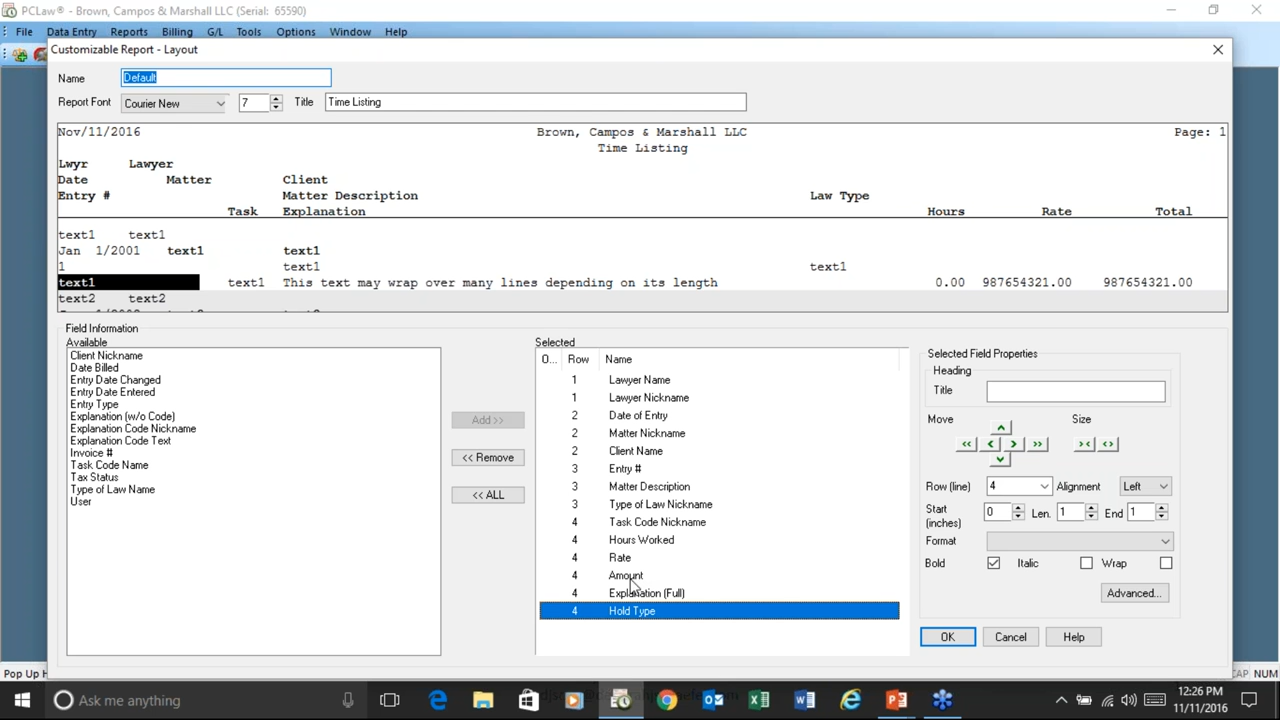 PCLaw® - Brown, Campos & Marshall LLC (Serial: 65590)
File Data Entry Reports Billing G/L Tools Options Window Help
Customizable Report - Layout
Name Default
Report Font Courier New 7 Title Time Listing
Nov/11/2016 Brown, Campos & Marshall LLC Page: 1
Time Listing
Lwyr Lawyer
Date Matter Client
Entry # Matter Description Law Type
Task Explanation Hours Rate Total
text1 text1
Jan 1/2001 text1 text1
1 text1 text1
text1 text1 This text may wrap over many lines depending on its length 0.00 987654321.00 987654321.00
text2 text2
Field Information
Available
Client Nickname
Date Billed
Entry Date Changed
Entry Date Entered
Entry Type
Explanation (w/o Code)
Explanation Code Nickname
Explanation Code Text
Invoice #
Task Code Name
Tax Status
Type of Law Name
User
Add >>
<< Remove
<< ALL
Selected
O... Row Name
1 Lawyer Name
1 Lawyer Nickname
2 Date of Entry
2 Matter Nickname
2 Client Name
3 Entry #
3 Matter Description
3 Type of Law Nickname
4 Task Code Nickname
4 Hours Worked
4 Rate
4 Amount
4 Explanation (Full)
4 Hold Type
Selected Field Properties
Heading
Title
Move Size
Row (line) 4 Alignment Left
Start (inches) 0 Len. 1 End 1
Format
Bold Italic Wrap
Advanced...
OK Cancel Help
Pop Up H
CAP NUM
Ask me anything
12:26 PM
11/11/2016